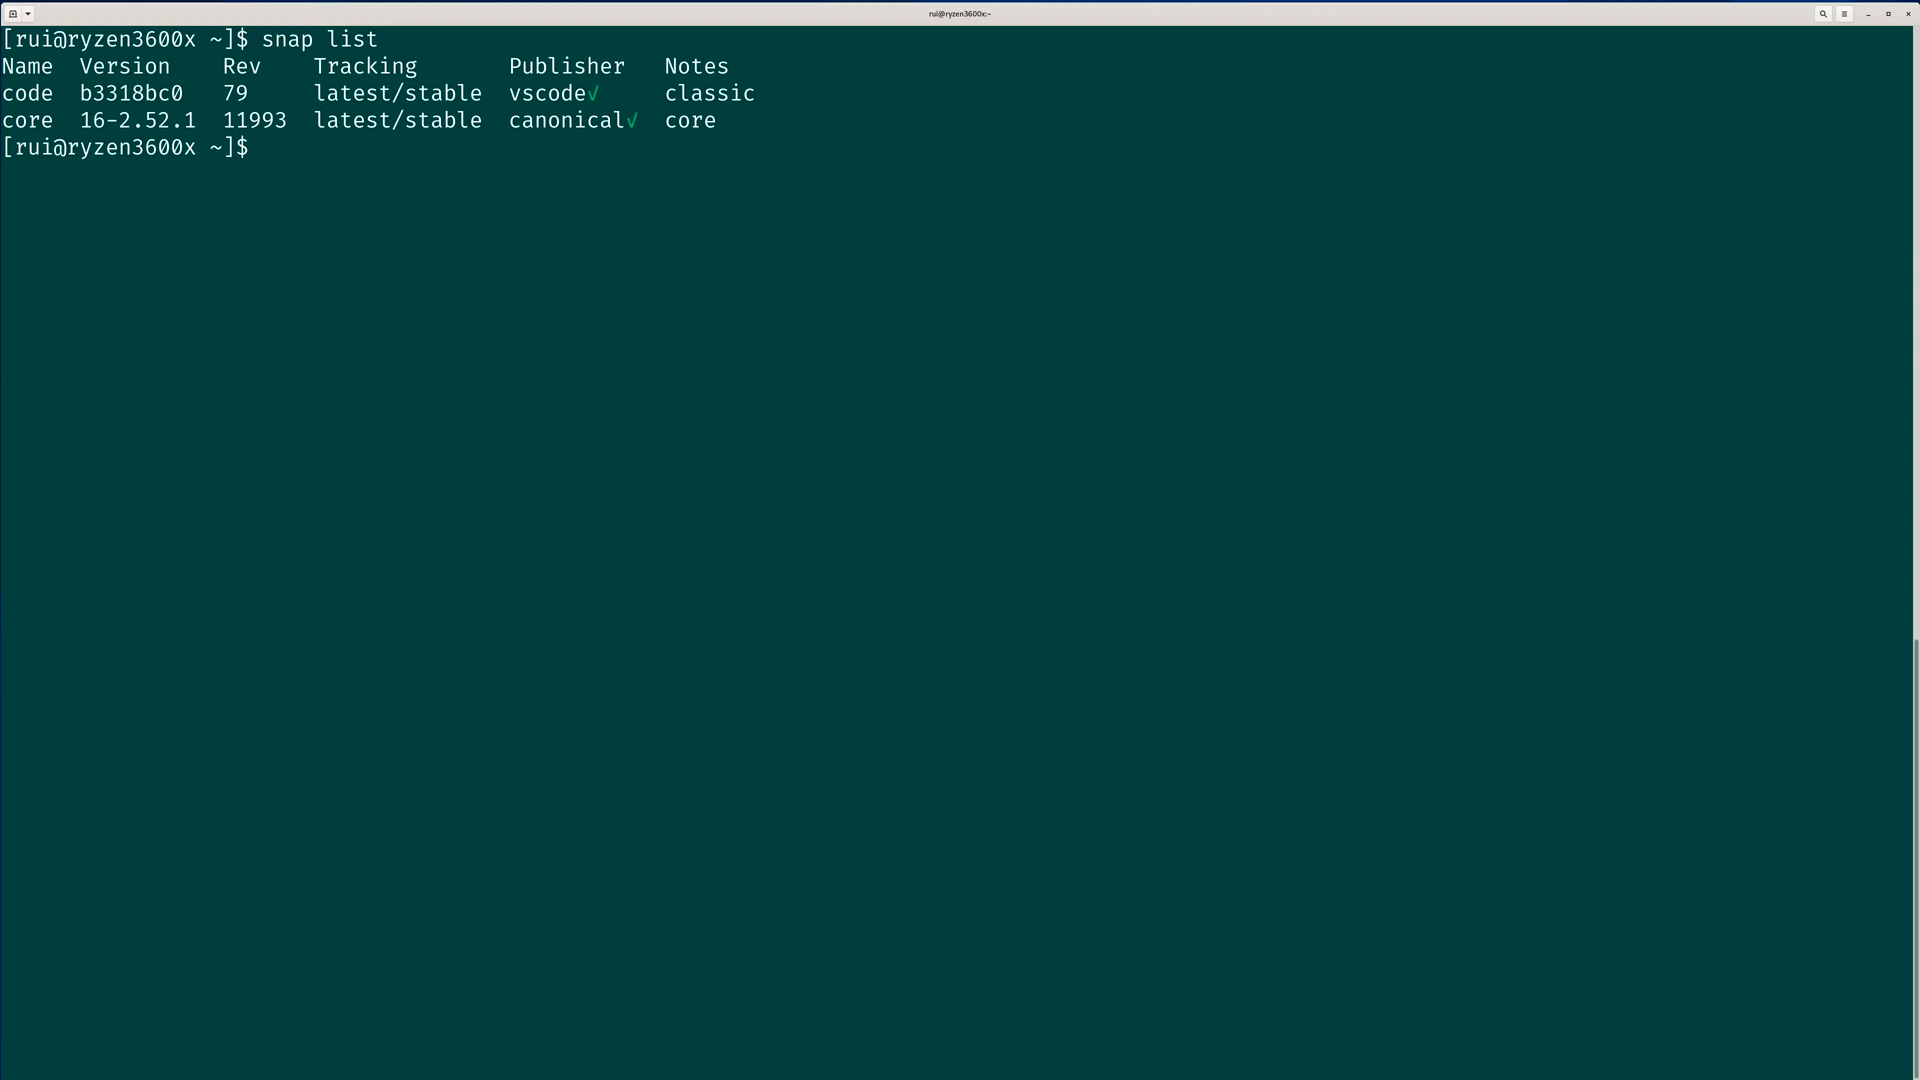 rui@ryzen3600x:~
[rui@ryzen3600x ~]$ snap list
Name  Version    Rev    Tracking       Publisher   Notes
code  b3318bc0   79     latest/stable  vscode√     classic
core  16-2.52.1  11993  latest/stable  canonical√  core
[rui@ryzen3600x ~]$